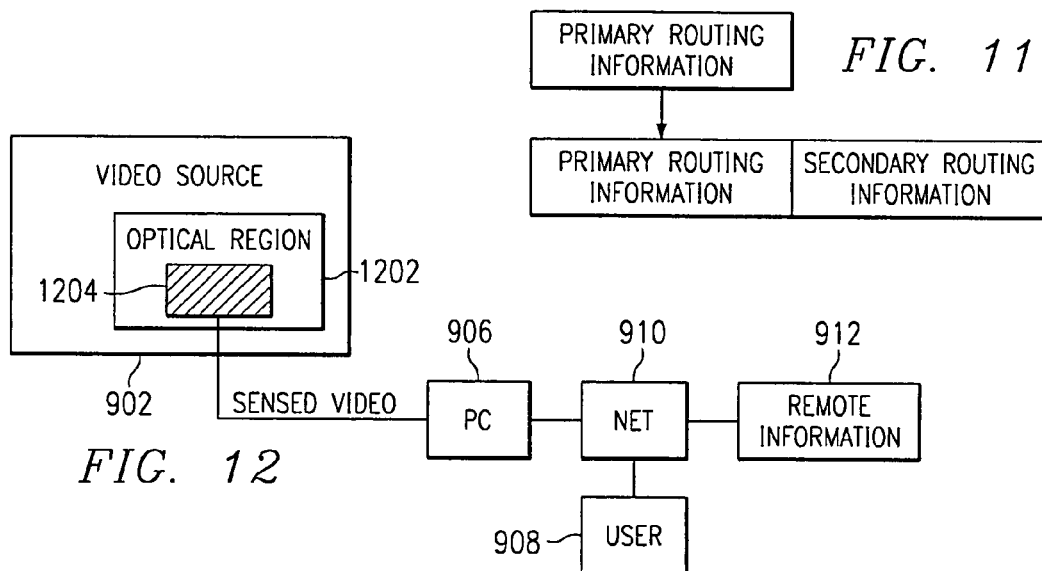 PRIMARY ROUTING
INFORMATION
FIG. 11
PRIMARY ROUTING
INFORMATION
SECONDARY ROUTING
INFORMATION
VIDEO SOURCE
OPTICAL REGION
1204
1202
902
SENSED VIDEO
906
PC
910
NET
912
REMOTE
INFORMATION
908
USER
FIG. 12